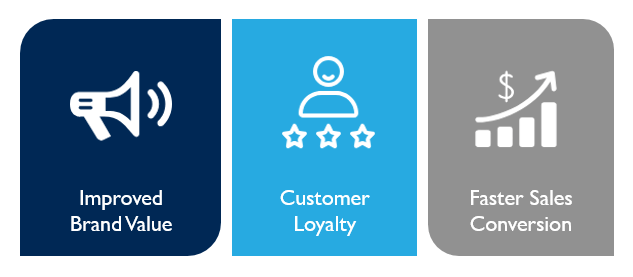 $
Improved
Brand Value
Customer
Loyalty
Faster Sales
Conversion